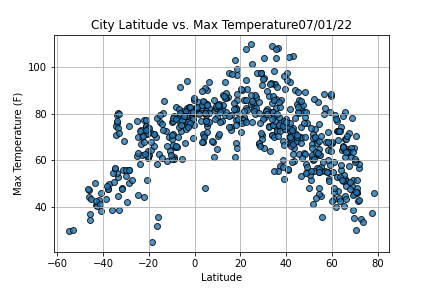 City Latitude vs. Max Temperature07/01/22
Max Temperature (F)
100
80
60
40
−60 −40 −20 0 20 40 60 80
Latitude